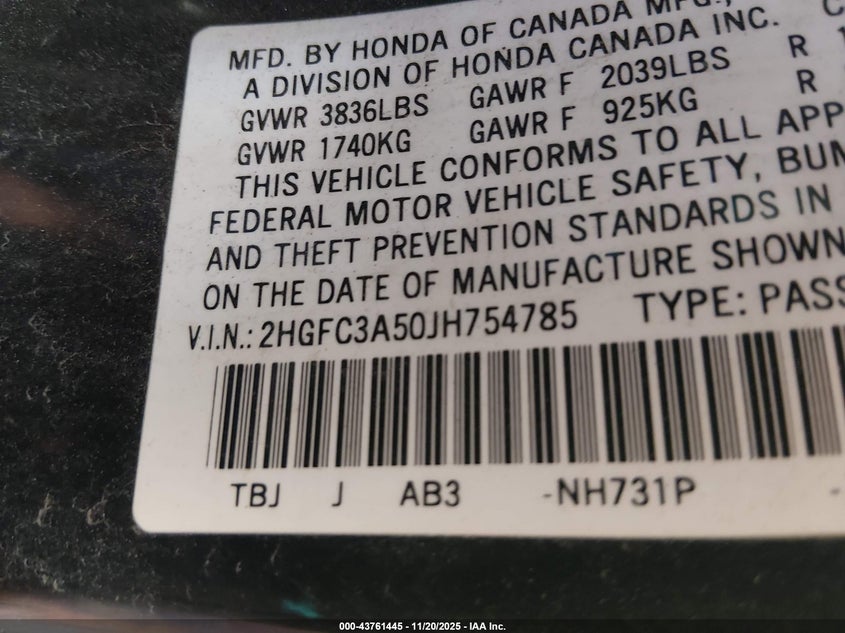 MFD. BY HONDA OF CANADA MFG.,
A DIVISION OF HONDA CANADA INC.
GVWR 3836LBS GAWR F 2039LBS R
GVWR 1740KG GAWR F 925KG R
THIS VEHICLE CONFORMS TO ALL APP
FEDERAL MOTOR VEHICLE SAFETY, BUM
AND THEFT PREVENTION STANDARDS IN
ON THE DATE OF MANUFACTURE SHOWN
V.I.N.: 2HGFC3A50JH754785 TYPE: PASS
TBJ J AB3 -NH731P -
000-43761445 - 11/20/2025 - IAA Inc.